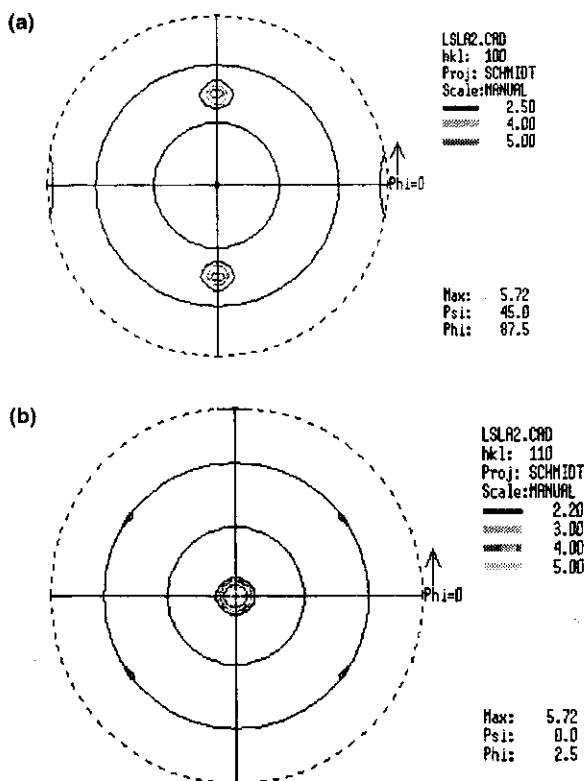 (a)
LSLA2.CAD
hkl: 100
Proj: SCHMIDT
Scale:MANUAL
2.50
4.00
5.00
Phi=0
Max: 5.72
Psi: 45.0
Phi: 87.5
(b)
LSLA2.CAD
hkl: 110
Proj: SCHMIDT
Scale:MANUAL
2.20
3.00
4.00
5.00
Phi=0
Max: 5.72
Psi: 0.0
Phi: 2.5